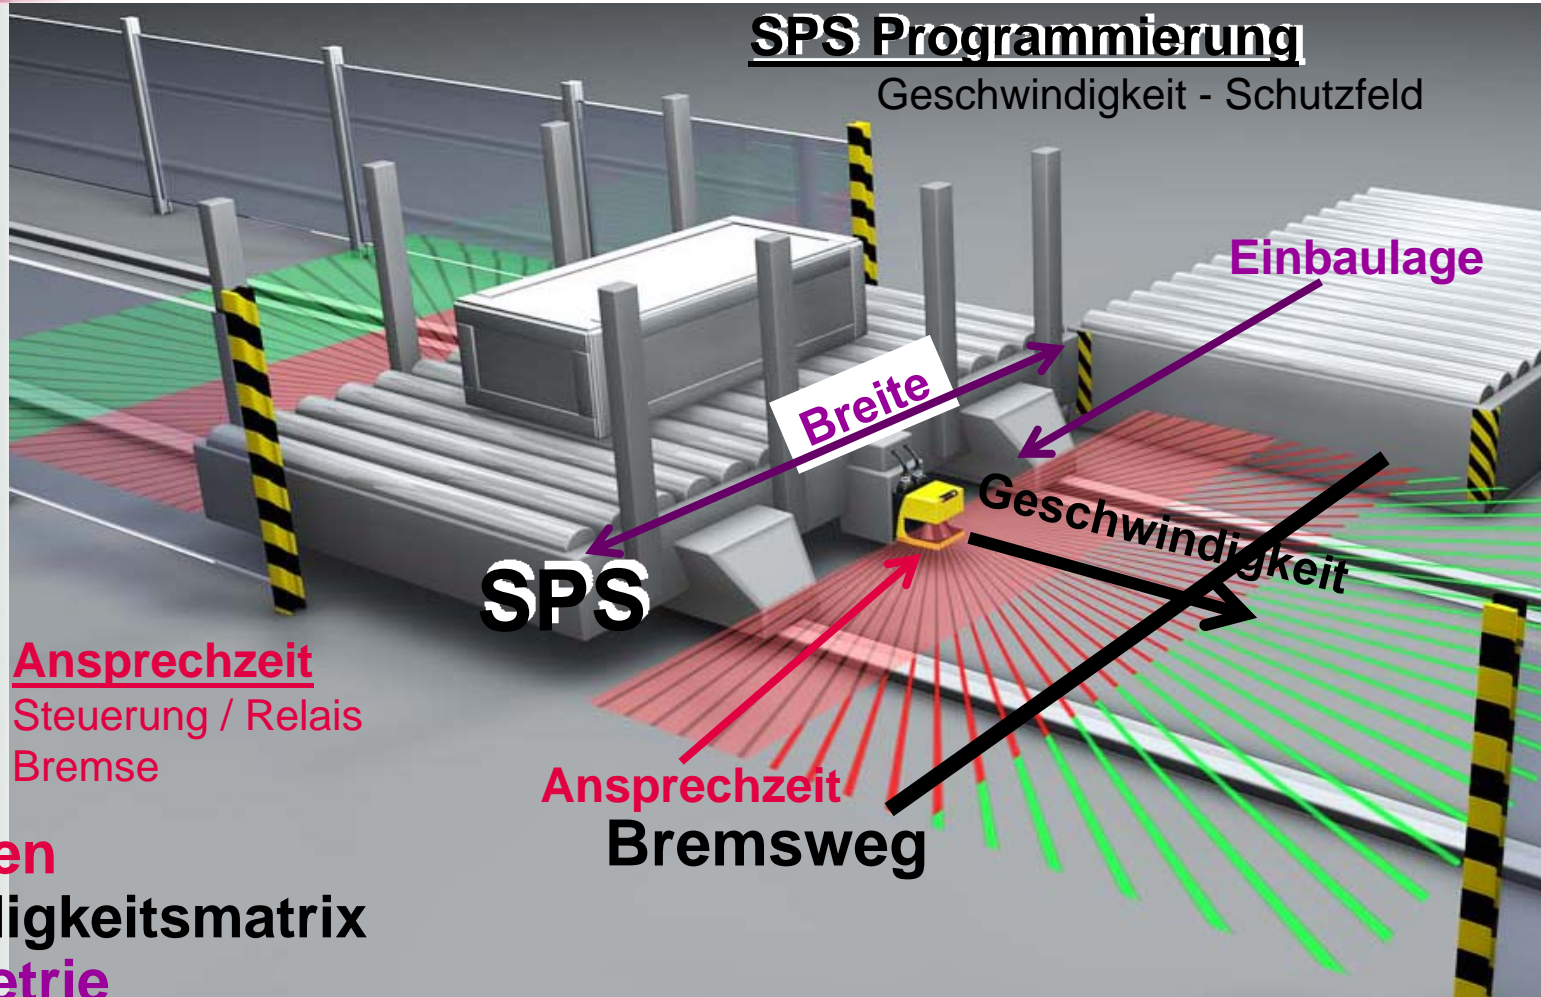 SPS Programmierung
Geschwindigkeit - Schutzfeld
Einbaulage
Breite
Geschwindigkeit
SPS
Ansprechzeit
Steuerung / Relais
Bremse
Ansprechzeit
Bremsweg
en
digkeitsmatrix
etrie